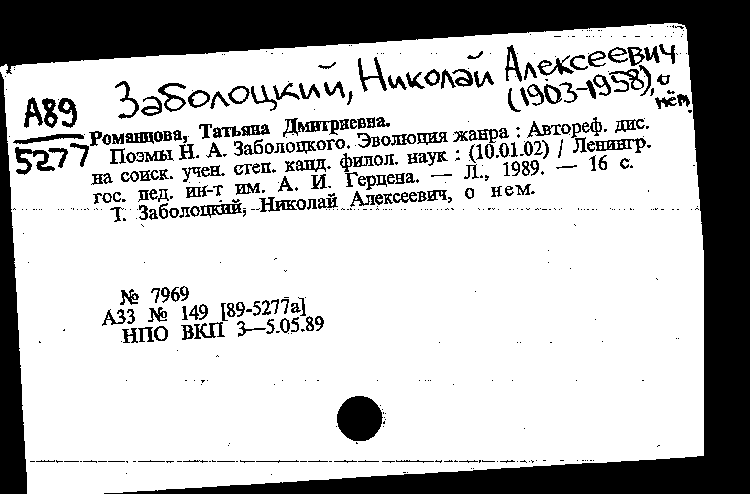 Заболоцкий, Николай Алексеевич
(1903-1958), о
нём
А89
5277
Романцова, Татьяна Дмитриевна.
Поэмы Н. А. Заболоцкого. Эволюция жанра : Автореф. дис.
на соиск. учен. степ. канд. филол. наук : (10.01.02) / Ленингр.
гос. пед. ин-т им. А. И. Герцена. — Л., 1989. — 16 с.
1. Заболоцкий, Николай Алексеевич, о нем.
№ 7969
А33 № 149 [89-5277а]
НПО ВКП 3—5.05.89